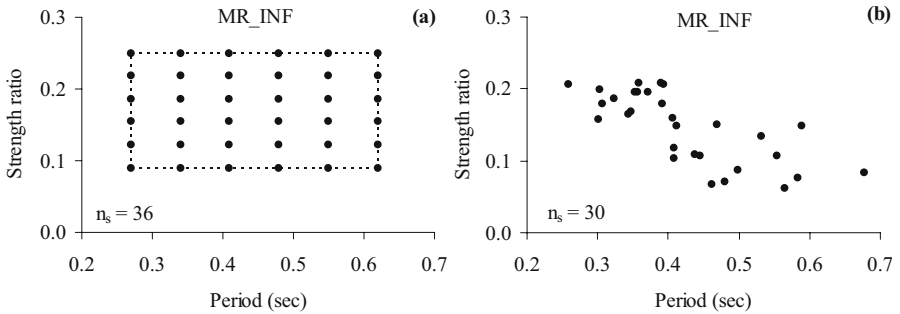 MR_INF
(a)
0.3
0.2
0.1
0.0
Strength ratio
nₛ = 36
0.2 0.3 0.4 0.5 0.6 0.7
Period (sec)
MR_INF
(b)
0.3
0.2
0.1
0.0
Strength ratio
nₛ = 30
0.2 0.3 0.4 0.5 0.6 0.7
Period (sec)